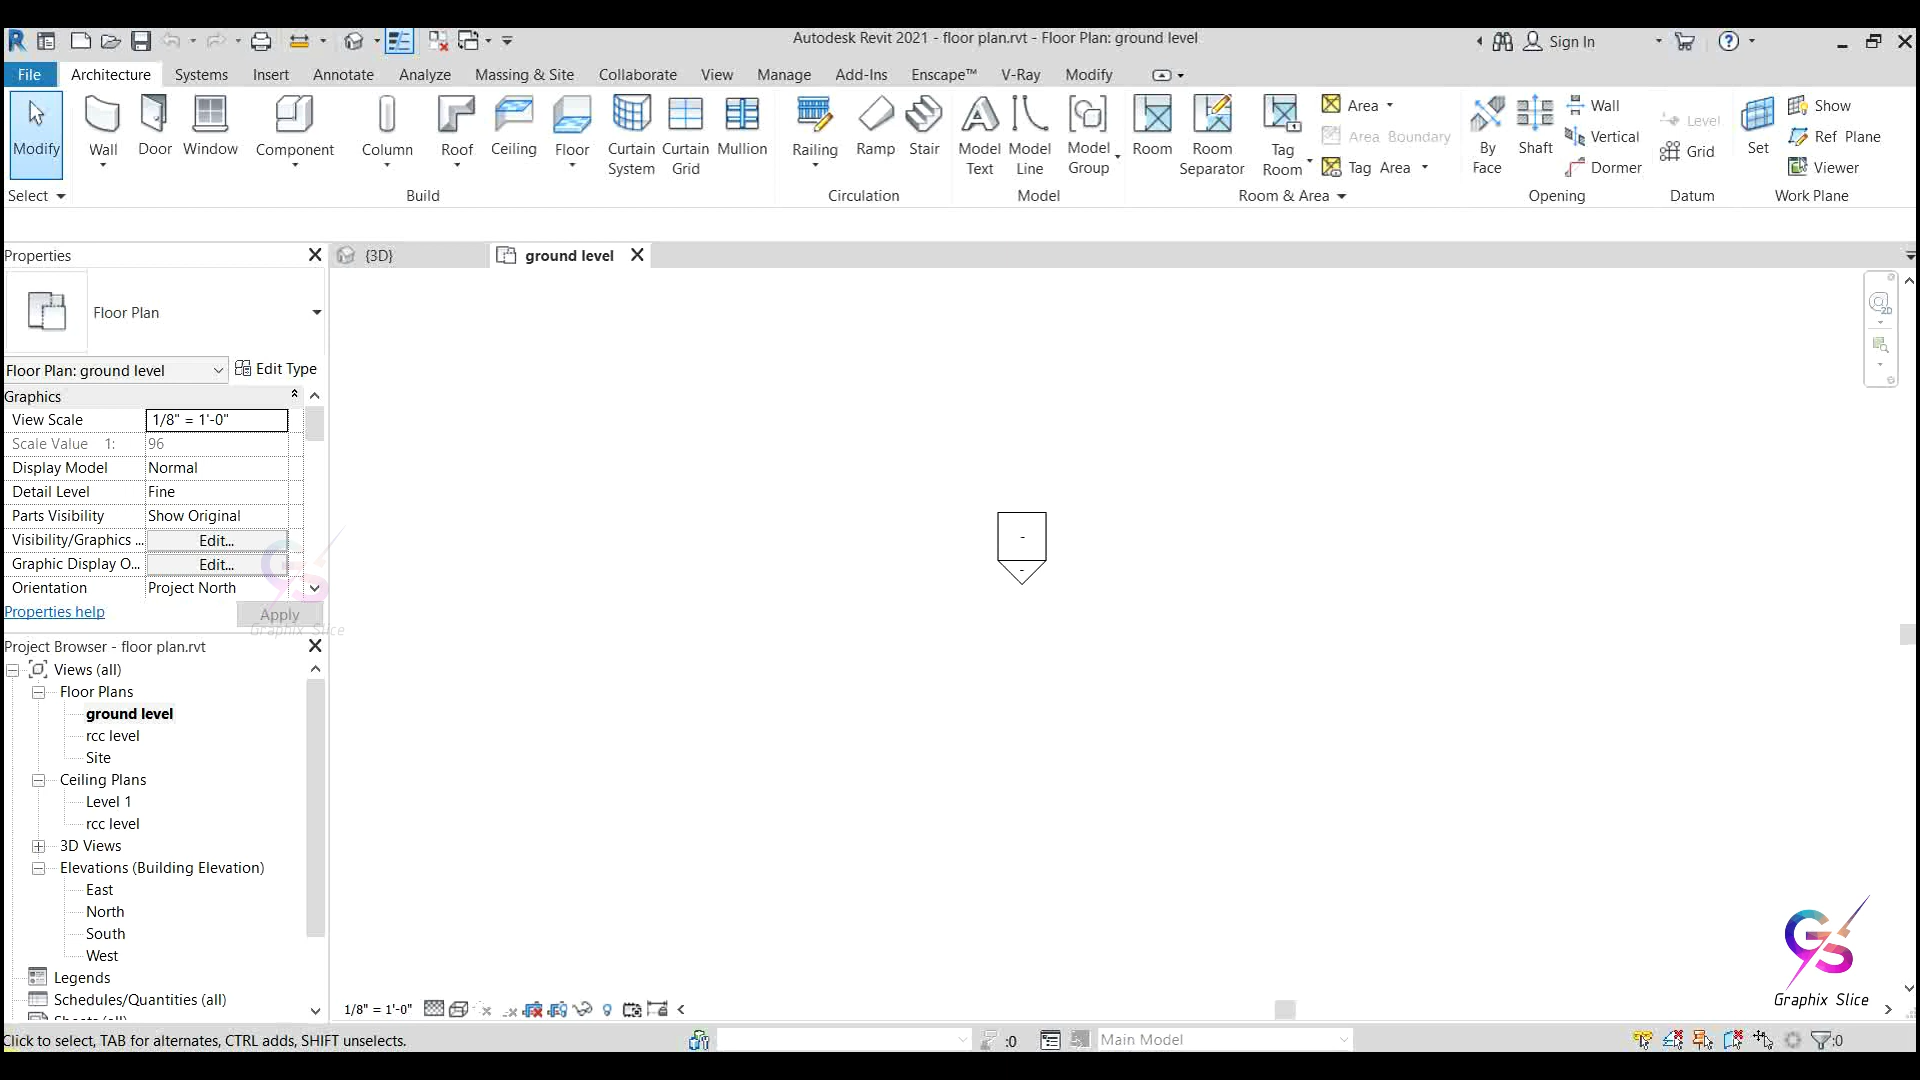 Autodesk Revit 2021 - floor plan.rvt - Floor Plan: ground level
Sign In
File Architecture Systems Insert Annotate Analyze Massing & Site Collaborate View Manage Add-Ins Enscape™ V-Ray Modify
Modify
Wall
Door
Window
Component
Column
Roof
Ceiling
Floor
Curtain System
Curtain Grid
Mullion
Railing
Ramp
Stair
Model Text
Model Line
Model Group
Room
Room Separator
Tag Room
Area
Area Boundary
Tag Area
By Face
Shaft
Wall
Vertical
Dormer
Level
Grid
Set
Show
Ref Plane
Viewer
Select
Build
Circulation
Model
Room & Area
Opening
Datum
Work Plane
Properties
{3D}
ground level
Floor Plan
Floor Plan: ground level
Edit Type
Graphics
View Scale 1/8" = 1'-0"
Scale Value 1: 96
Display Model Normal
Detail Level Fine
Parts Visibility Show Original
Visibility/Graphics ... Edit...
Graphic Display O... Edit...
Orientation Project North
Properties help
Apply
Graphix Slice
Project Browser - floor plan.rvt
Views (all)
Floor Plans
ground level
rcc level
Site
Ceiling Plans
Level 1
rcc level
3D Views
Elevations (Building Elevation)
East
North
South
West
Legends
Schedules/Quantities (all)
2D
-
-
GS
Graphix Slice
1/8" = 1'-0"
Click to select, TAB for alternates, CTRL adds, SHIFT unselects.
:0
Main Model
:0